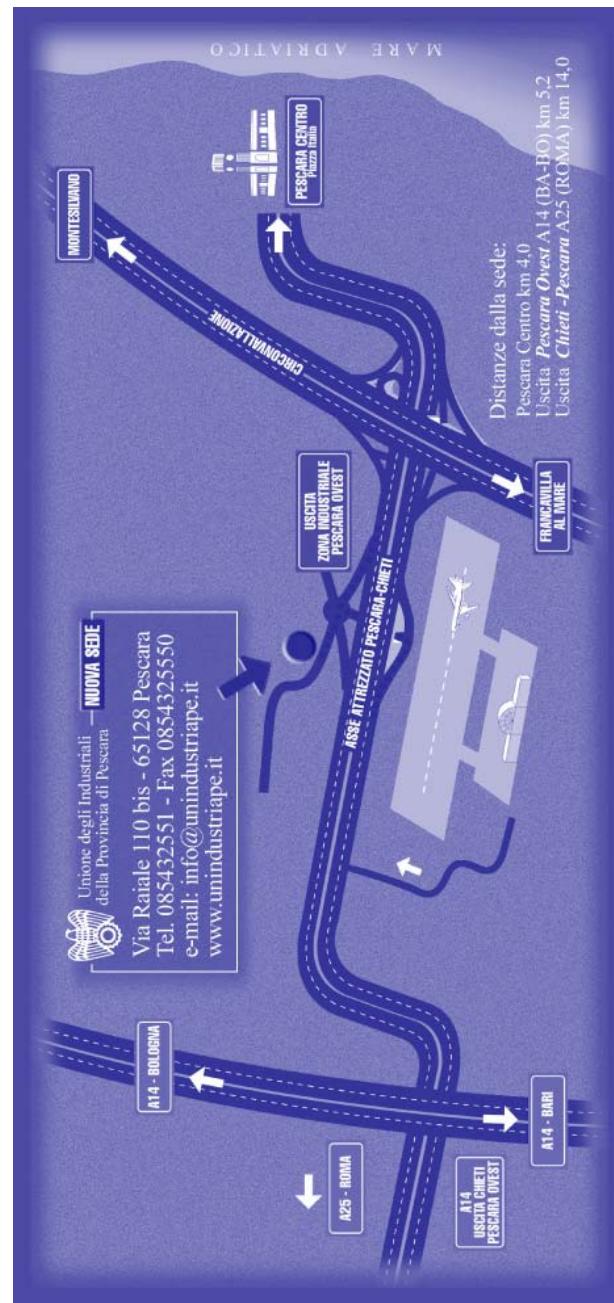 Unione degli Industriali
della Provincia di Pescara
NUOVA SEDE
Via Raiale 110 bis - 65128 Pescara
Tel. 085432551 - Fax 0854325550
e-mail: info@unindustriape.it
www.unindustriape.it
MONTESILVANO
MARE ADRIATICO
A14 - BOLOGNA
CIRCONVALLAZIONE
PESCARA CENTRO
Piazza Italia
USCITA
ZONA INDUSTRIALE
PESCARA OVEST
A25 - ROMA
ASSE ATTREZZATO PESCARA-CHIETI
A14
USCITA CHIETI
PESCARA OVEST
A14 - BARI
FRANCAVILLA
AL MARE
Distanze dalla sede:
Pescara Centro km 4,0
Uscita Pescara Ovest A14 (BA-BO) km 5,2
Uscita Chieti -Pescara A25 (ROMA) km 14,0